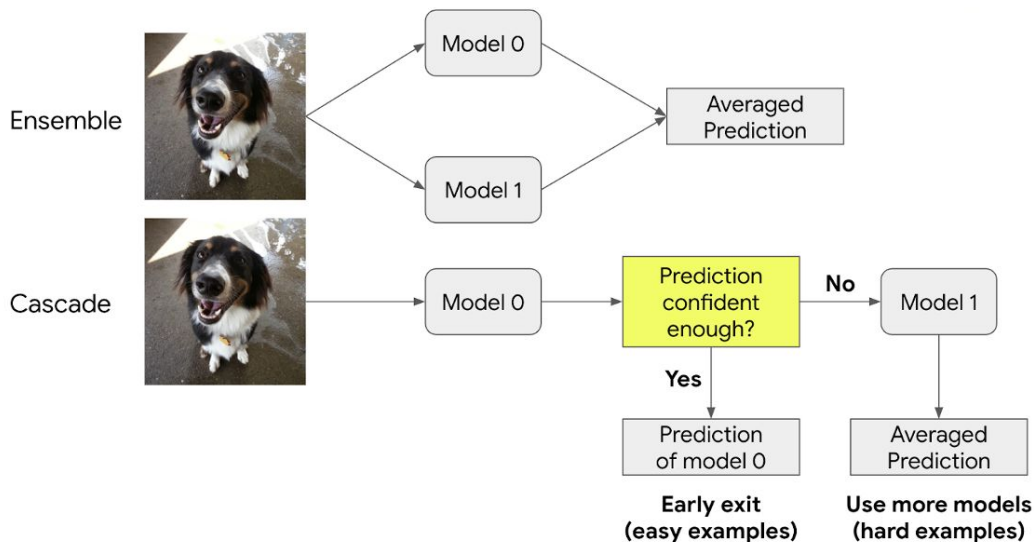 Ensemble
Model 0
Model 1
Averaged
Prediction
Cascade
Model 0
Prediction
confident
enough?
No
Model 1
Yes
Prediction
of model 0
Averaged
Prediction
Early exit
(easy examples)
Use more models
(hard examples)